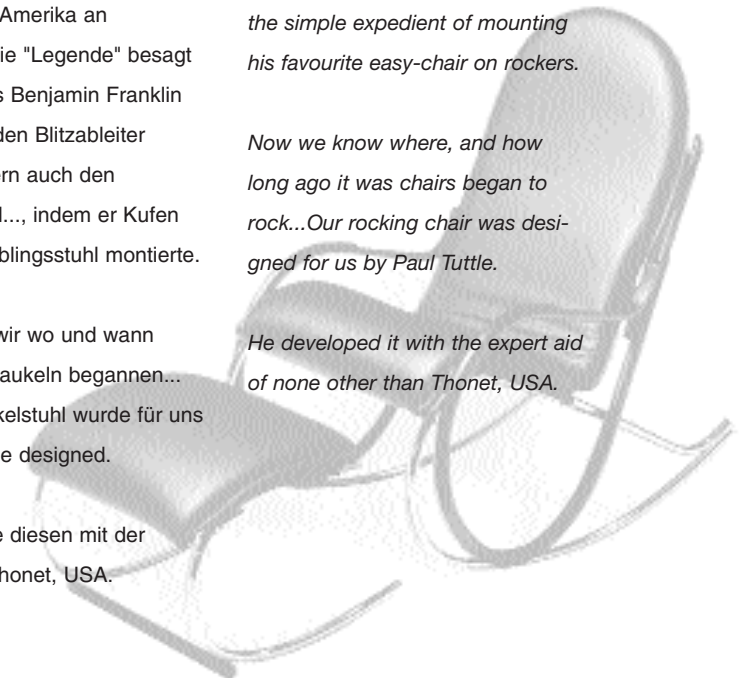 Amerika an
ie "Legende" besagt
s Benjamin Franklin
den Blitzableiter
ern auch den
l..., indem er Kufen
blingsstuhl montierte.
wir wo und wann
aukeln begannen...
kelstuhl wurde für uns
e designed.
e diesen mit der
honet, USA.
the simple expedient of mounting
his favourite easy-chair on rockers.
Now we know where, and how
long ago it was chairs began to
rock...Our rocking chair was desi-
gned for us by Paul Tuttle.
He developed it with the expert aid
of none other than Thonet, USA.